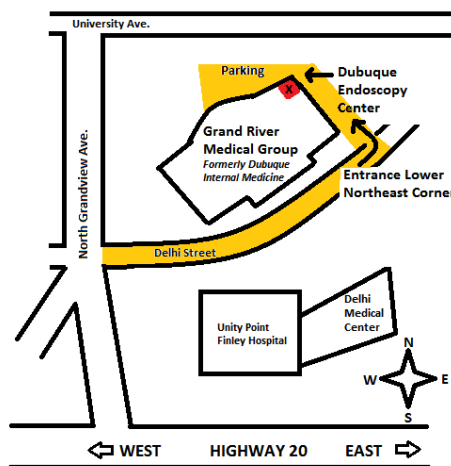 University Ave.
Parking
X
Dubuque
Endoscopy
Center
Grand River
Medical Group
Formerly Dubuque
Internal Medicine
North Grandview Ave.
Entrance Lower
Northeast Corner
Delhi Street
Unity Point
Finley Hospital
Delhi
Medical
Center
N
W
E
S
WEST
HIGHWAY 20
EAST